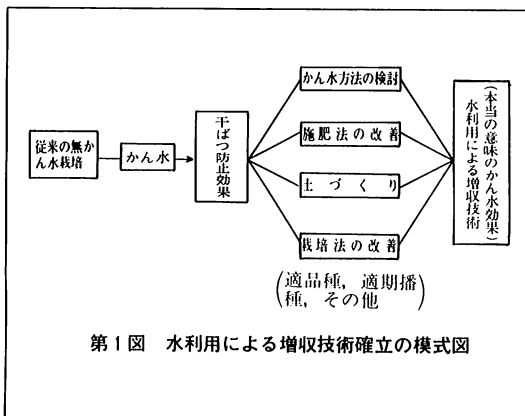 従来の無か
ん水栽培
かん水
干ばつ防止効果
かん水方法の検討
施肥法の改善
土づくり
栽培法の改善
(適品種，適期播
種，その他)
水利用による増収技術
(本当の意味のかん水効果)
第1図 水利用による増収技術確立の模式図